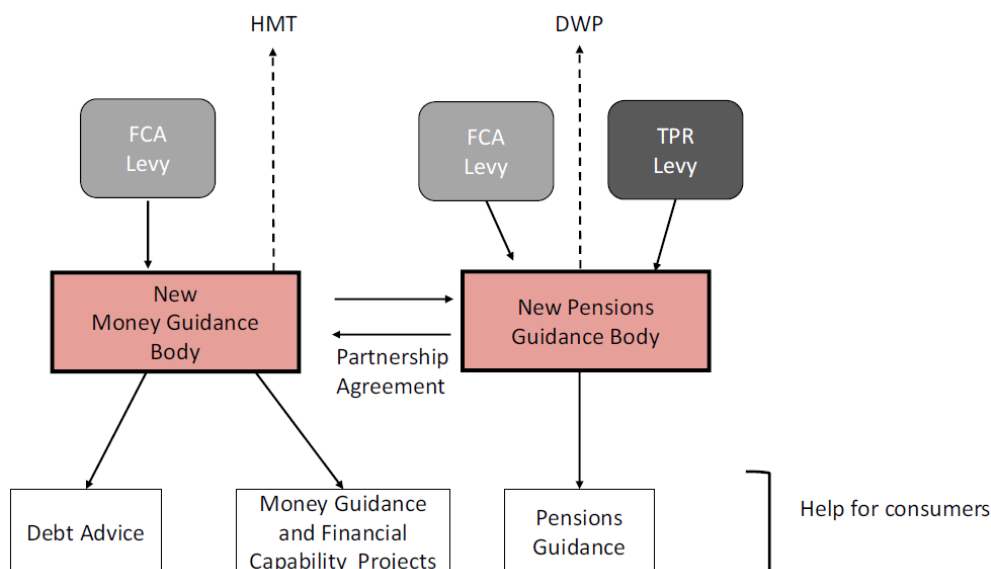 HMT
DWP
FCA
Levy
FCA
Levy
TPR
Levy
New
Money Guidance
Body
New Pensions
Guidance Body
Partnership
Agreement
Debt Advice
Money Guidance
and Financial
Capability Projects
Pensions
Guidance
Help for consumers